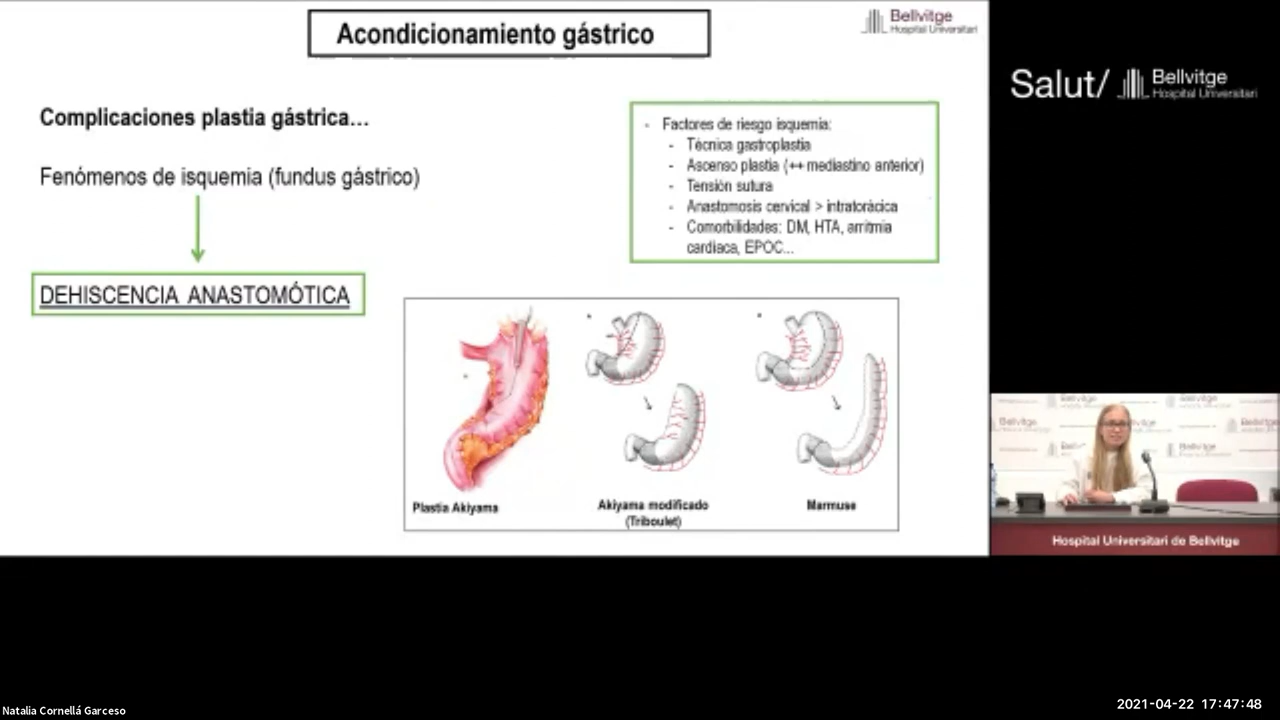 Acondicionamiento gástrico
Bellvitge
Hospital Universitari
Complicaciones plastia gástrica...
Fenómenos de isquemia (fundus gástrico)
DEHISCENCIA ANASTOMÓTICA
- Factores de riesgo isquemia:
- Técnica gastroplastia
- Ascenso plastia (++ mediastino anterior)
- Tensión sutura
- Anastomosis cervical > intratorácica
- Comorbilidades: DM, HTA, arritmia
cardiaca, EPOC...
Plastia Akiyama
Akiyama modificado
(Triboulet)
Marmuse
Salut/ Bellvitge
Hospital Universitari
Bellvitge
Bellvitge
Hospital Universitari de Bellvitge
Natalia Cornellá Garceso
2021-04-22 17:47:48